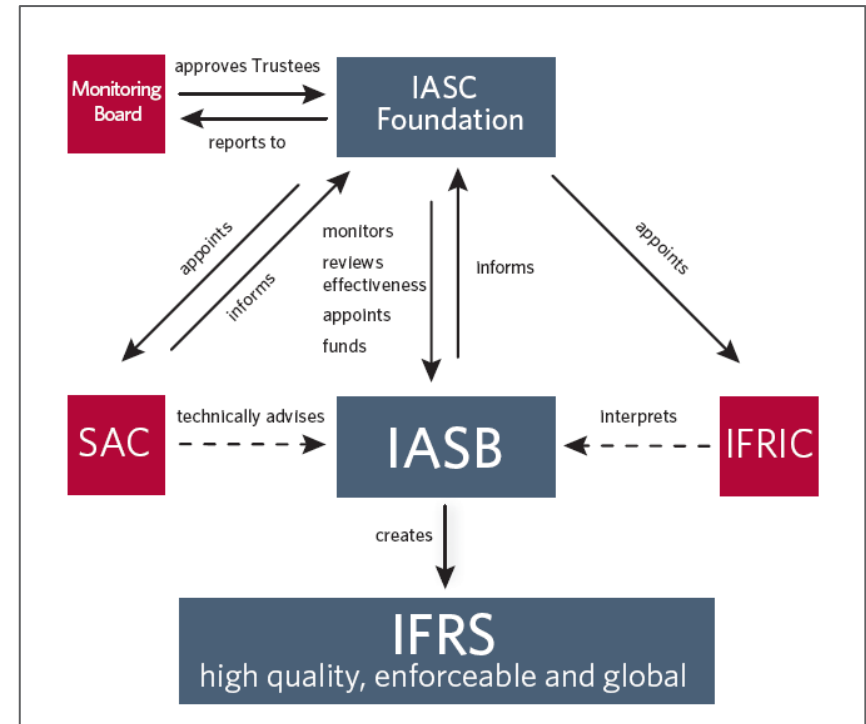 approves Trustees
Monitoring
Board
IASC
Foundation
reports to
appoints
informs
monitors
reviews
effectiveness
appoints
funds
informs
appoints
SAC
technically advises
IASB
interprets
IFRIC
creates
IFRS
high quality, enforceable and global